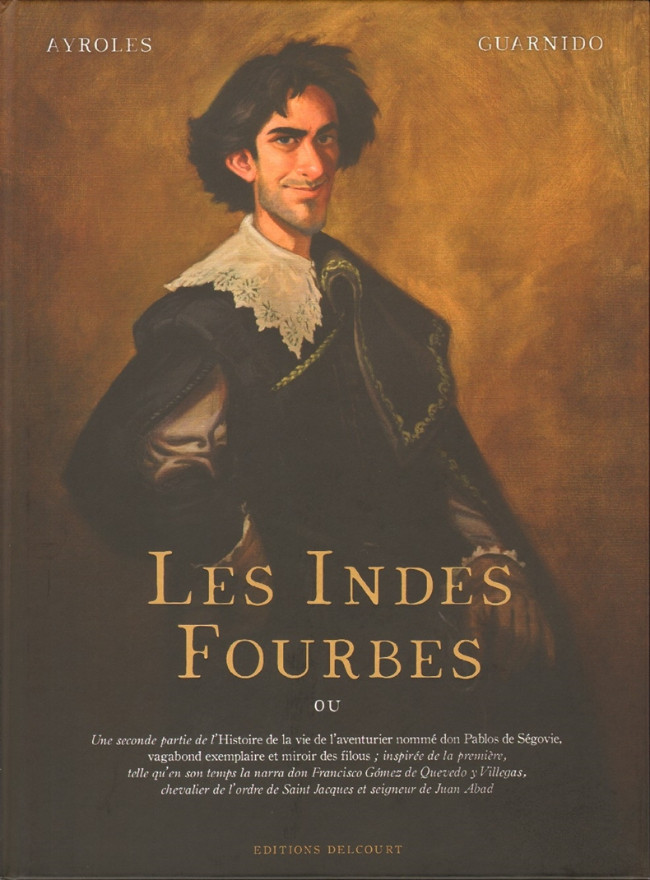 AYROLES
GUARNIDO
LES INDES
FOURBES
OU
Une seconde partie de l'Histoire de la vie de l'aventurier nommé don Pablos de Ségovie,
vagabond exemplaire et miroir des filous ; inspirée de la première,
telle qu'en son temps la narra don Francisco Gómez de Quevedo y Villegas,
chevalier de l'ordre de Saint Jacques et seigneur de Juan Abad
EDITIONS DELCOURT